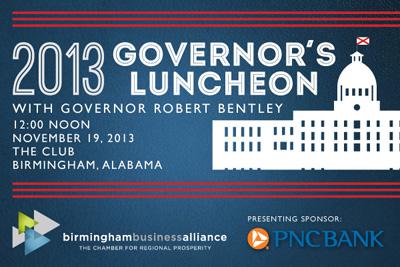 2013 GOVERNOR'S
LUNCHEON
WITH GOVERNOR ROBERT BENTLEY
12:00 NOON
NOVEMBER 19, 2013
THE CLUB
BIRMINGHAM, ALABAMA
PRESENTING SPONSOR:
birminghambusinessalliance
THE CHAMBER FOR REGIONAL PROSPERITY
PNCBANK